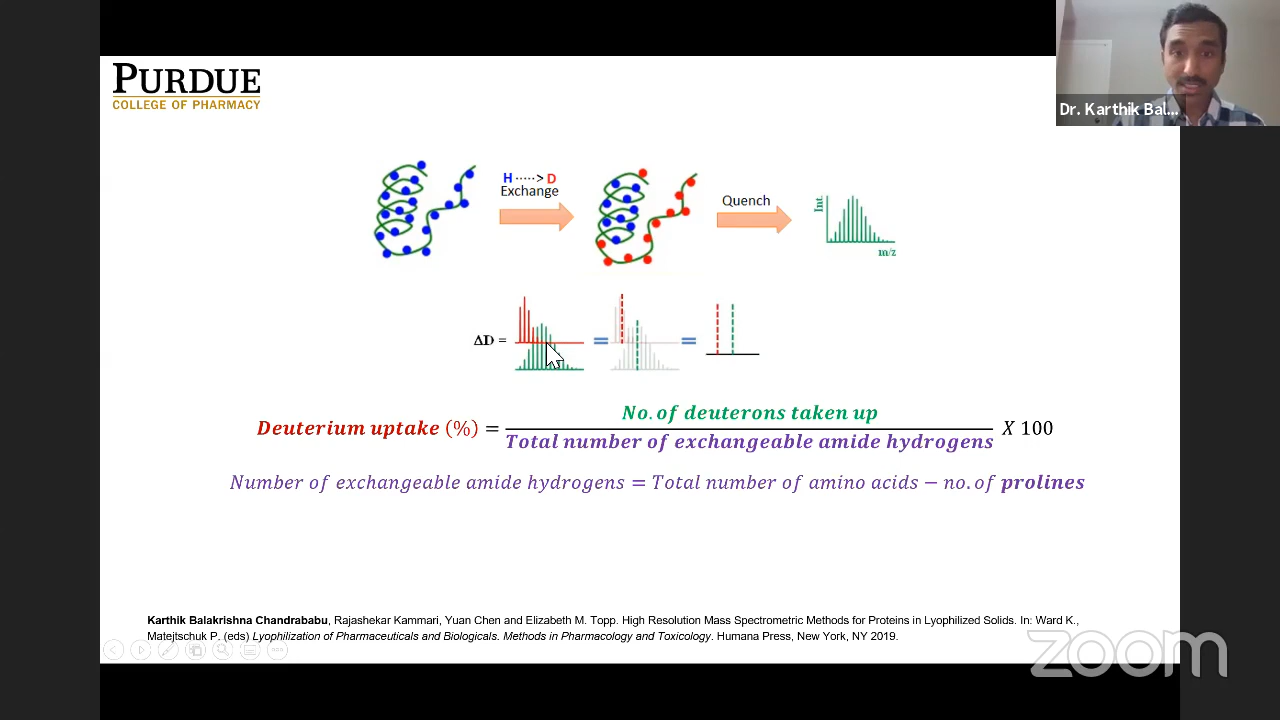 PURDUE
COLLEGE OF PHARMACY
Dr. Karthik Bal...
H ·····> D
Exchange
Quench
Int.
m/z
ΔD =
=
=
Deuterium uptake (%) = No. of deuterons taken up / Total number of exchangeable amide hydrogens X 100
Number of exchangeable amide hydrogens = Total number of amino acids − no. of prolines
Karthik Balakrishna Chandrababu, Rajashekar Kammari, Yuan Chen and Elizabeth M. Topp. High Resolution Mass Spectrometric Methods for Proteins in Lyophilized Solids. In: Ward K.,
Matejtschuk P. (eds) Lyophilization of Pharmaceuticals and Biologicals. Methods in Pharmacology and Toxicology. Humana Press, New York, NY 2019.
zoom